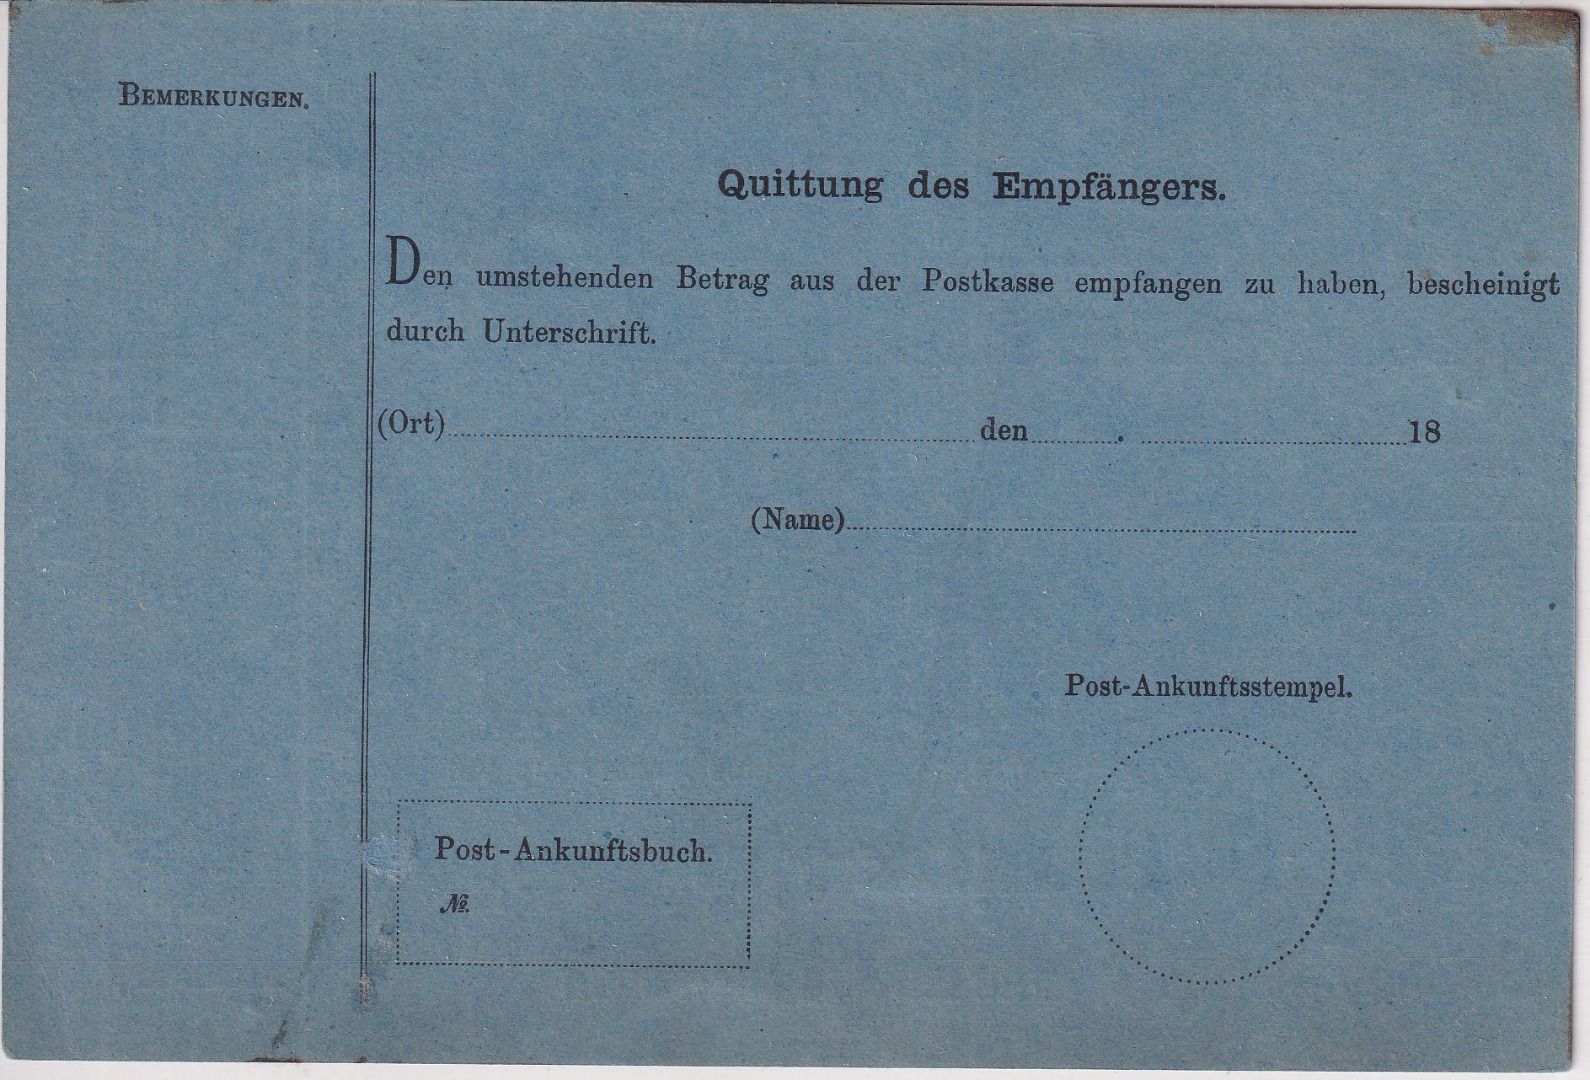 BEMERKUNGEN.
Quittung des Empfängers.
Den umstehenden Betrag aus der Postkasse empfangen zu haben, bescheinigt
durch Unterschrift.
(Ort) den . 18
(Name)
Post-Ankunftsstempel.
Post-Ankunftsbuch.
№.